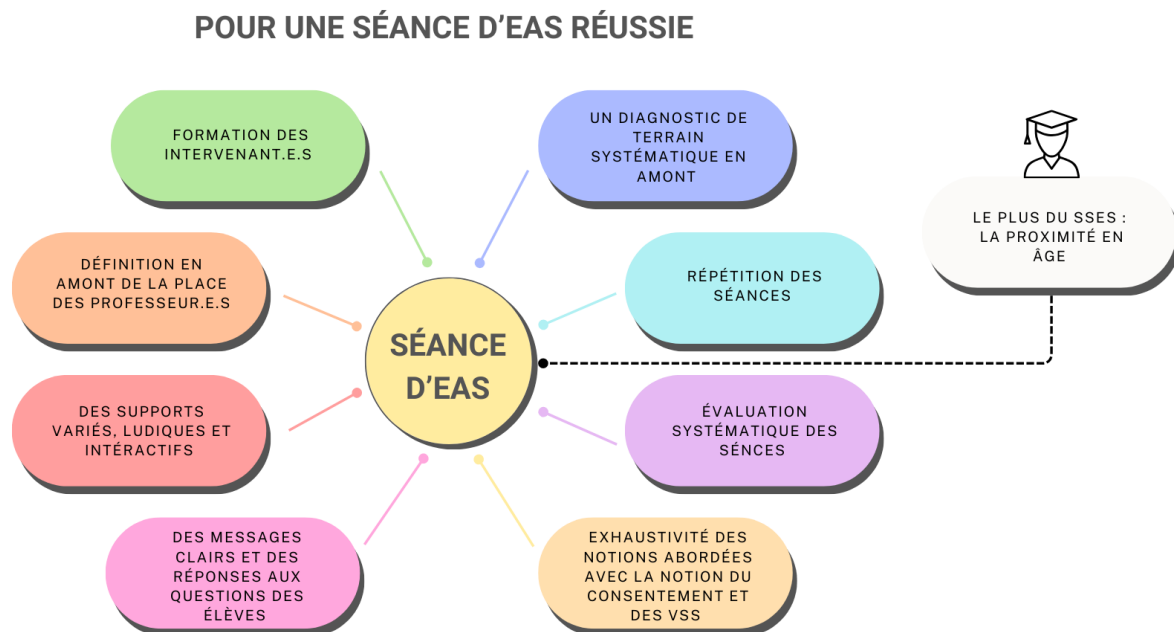 POUR UNE SÉANCE D'EAS RÉUSSIE
FORMATION DES
INTERVENANT.E.S
UN DIAGNOSTIC DE
TERRAIN
SYSTÉMATIQUE EN
AMONT
LE PLUS DU SSES :
LA PROXIMITÉ EN
ÂGE
DÉFINITION EN
AMONT DE LA PLACE
DES PROFESSEUR.E.S
RÉPÉTITION DES
SÉANCES
SÉANCE
D'EAS
DES SUPPORTS
VARIÉS, LUDIQUES ET
INTÉRACTIFS
ÉVALUATION
SYSTÉMATIQUE DES
SÉNCES
DES MESSAGES
CLAIRS ET DES
RÉPONSES AUX
QUESTIONS DES
ÉLÈVES
EXHAUSTIVITÉ DES
NOTIONS ABORDÉES
AVEC LA NOTION DU
CONSENTEMENT ET
DES VSS